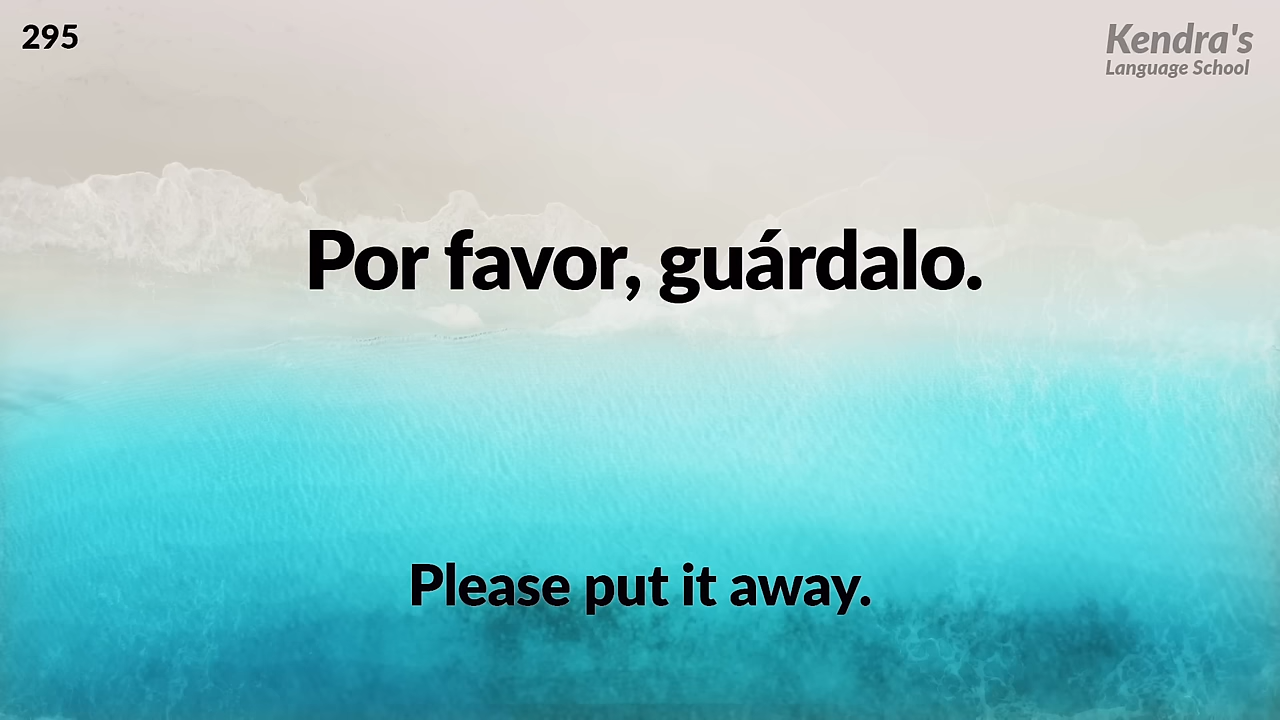 295
Kendra's
Language School
Por favor, guárdalo.
Please put it away.